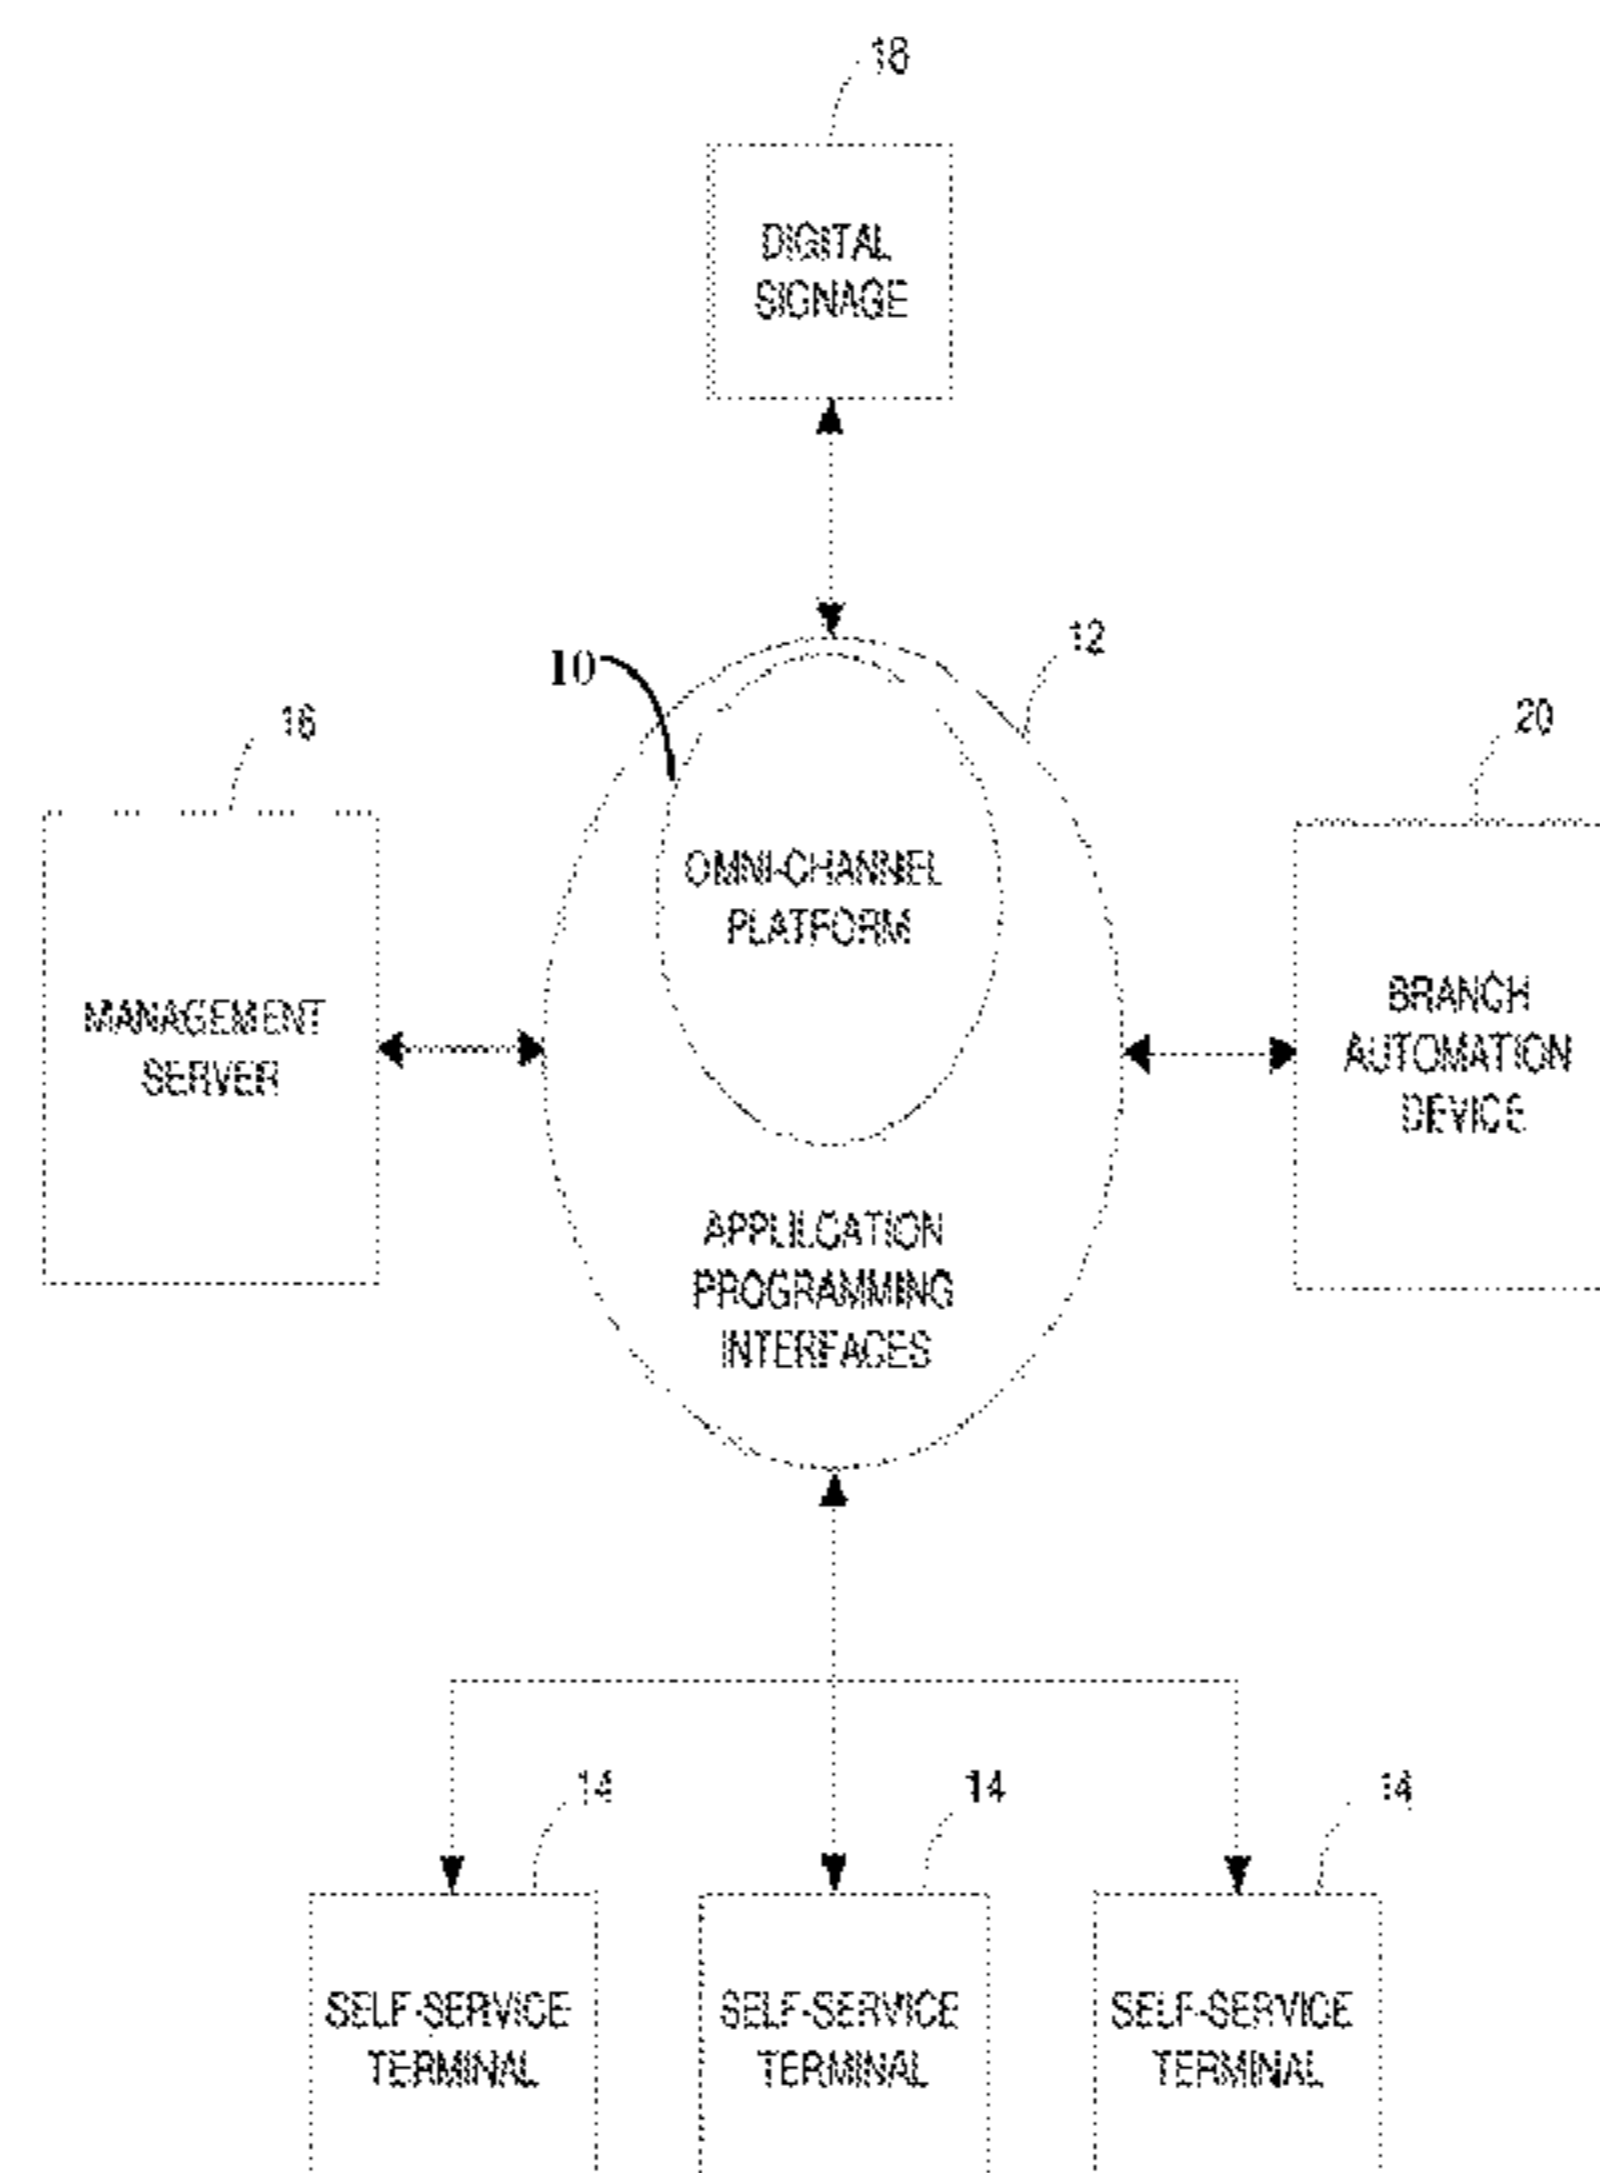 18
DIGITAL
SIGNAGE
10
12
16
20
OMNI-CHANNEL
PLATFORM
MANAGEMENT
SERVER
BRANCH
AUTOMATION
DEVICE
APPLILCATION
PROGRAMMING
INTERFACES
14 14 14
SELF-SERVICE SELF-SERVICE SELF-SERVICE
TERMINAL TERMINAL TERMINAL